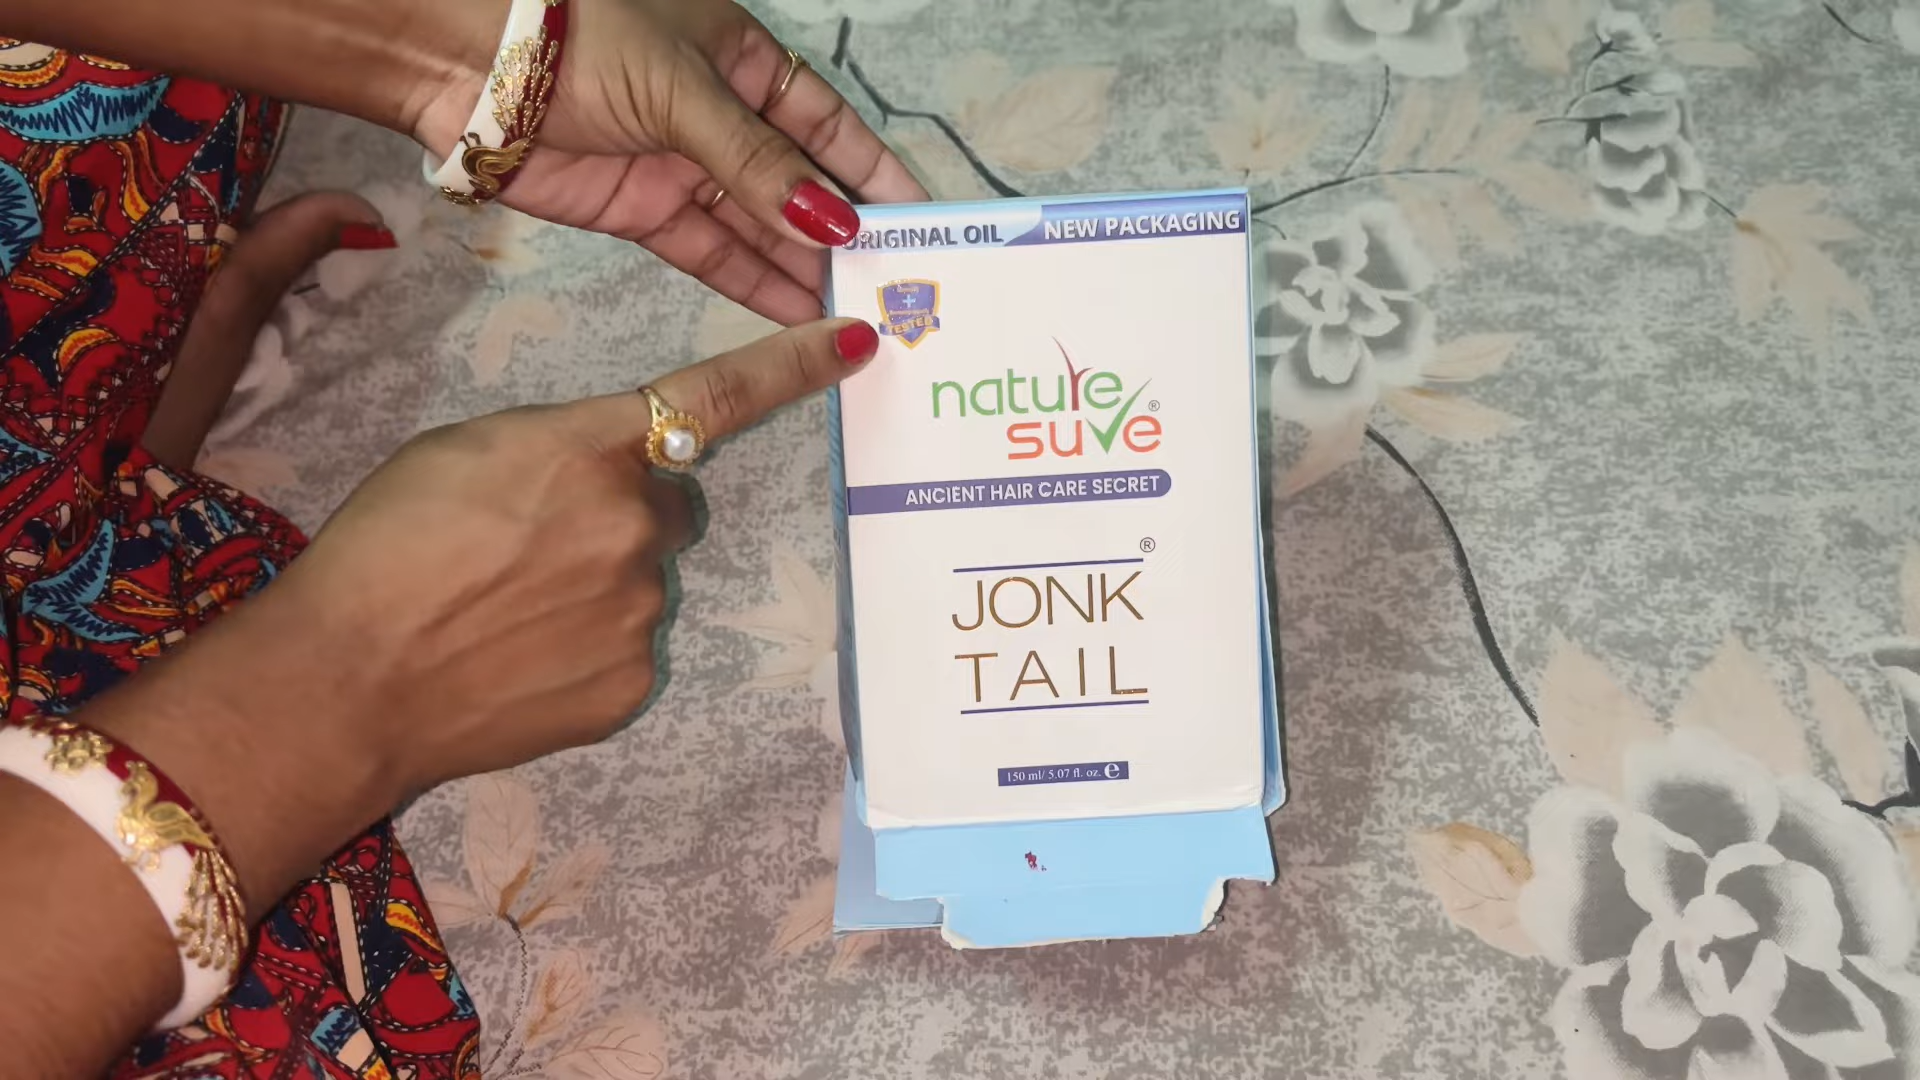 ORIGINAL OIL NEW PACKAGING
TESTED
nature
suve®
ANCIENT HAIR CARE SECRET
®
JONK
TAIL
150 ml/ 5.07 fl. oz. e